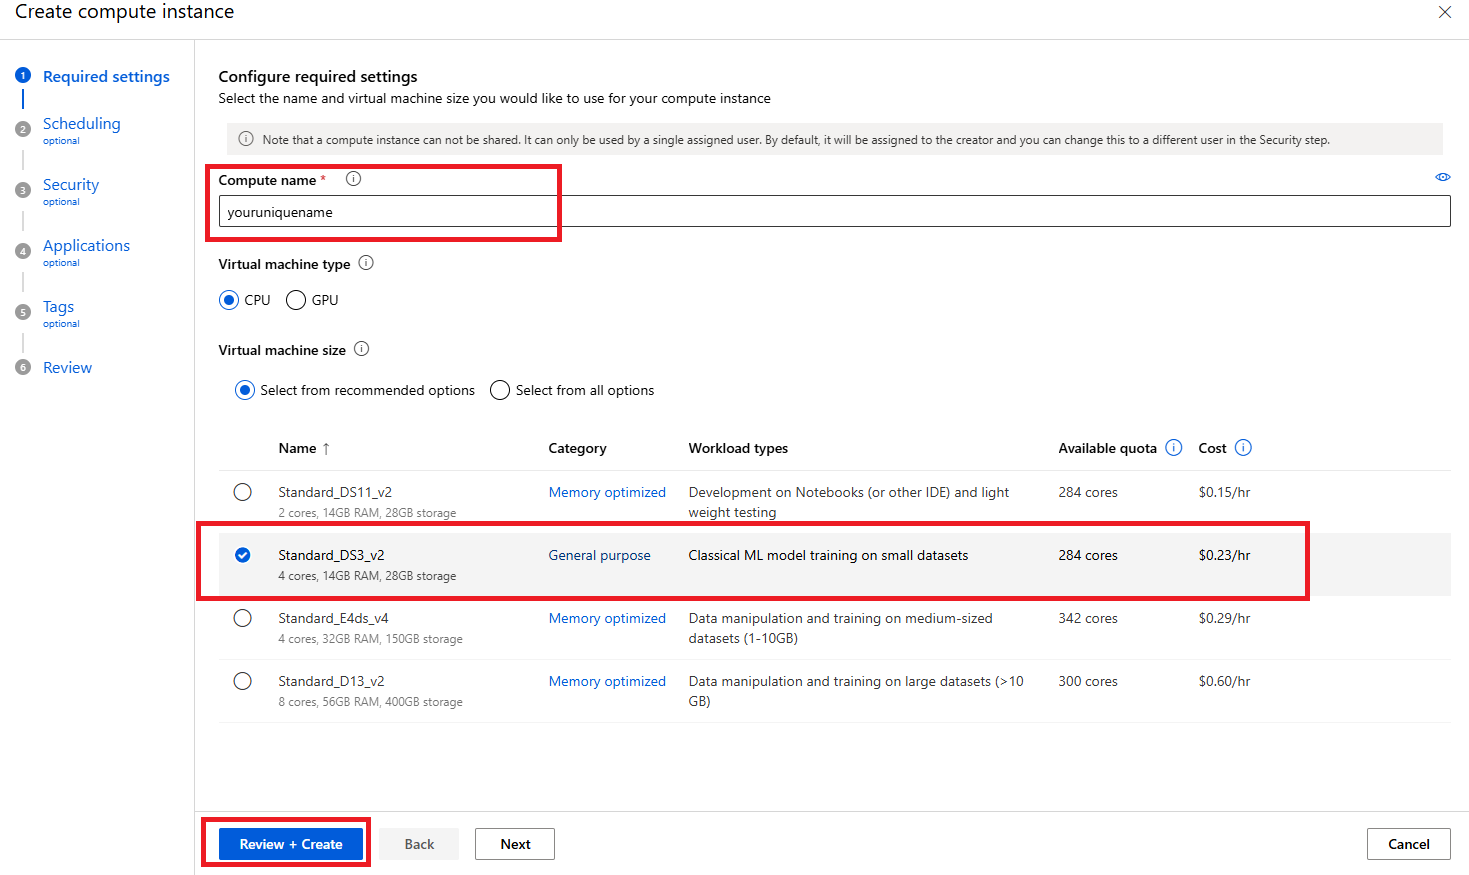 Create compute instance
1 Required settings
2 Scheduling
optional
3 Security
optional
4 Applications
optional
5 Tags
optional
6 Review
Configure required settings
Select the name and virtual machine size you would like to use for your compute instance
Note that a compute instance can not be shared. It can only be used by a single assigned user. By default, it will be assigned to the creator and you can change this to a different user in the Security step.
Compute name *
youruniquename
Virtual machine type
CPU GPU
Virtual machine size
Select from recommended options Select from all options
Name ↑ Category Workload types Available quota Cost
Standard_DS11_v2 Memory optimized Development on Notebooks (or other IDE) and light 284 cores $0.15/hr
2 cores, 14GB RAM, 28GB storage weight testing
Standard_DS3_v2 General purpose Classical ML model training on small datasets 284 cores $0.23/hr
4 cores, 14GB RAM, 28GB storage
Standard_E4ds_v4 Memory optimized Data manipulation and training on medium-sized 342 cores $0.29/hr
4 cores, 32GB RAM, 150GB storage datasets (1-10GB)
Standard_D13_v2 Memory optimized Data manipulation and training on large datasets (>10 300 cores $0.60/hr
8 cores, 56GB RAM, 400GB storage GB)
Review + Create Back Next Cancel